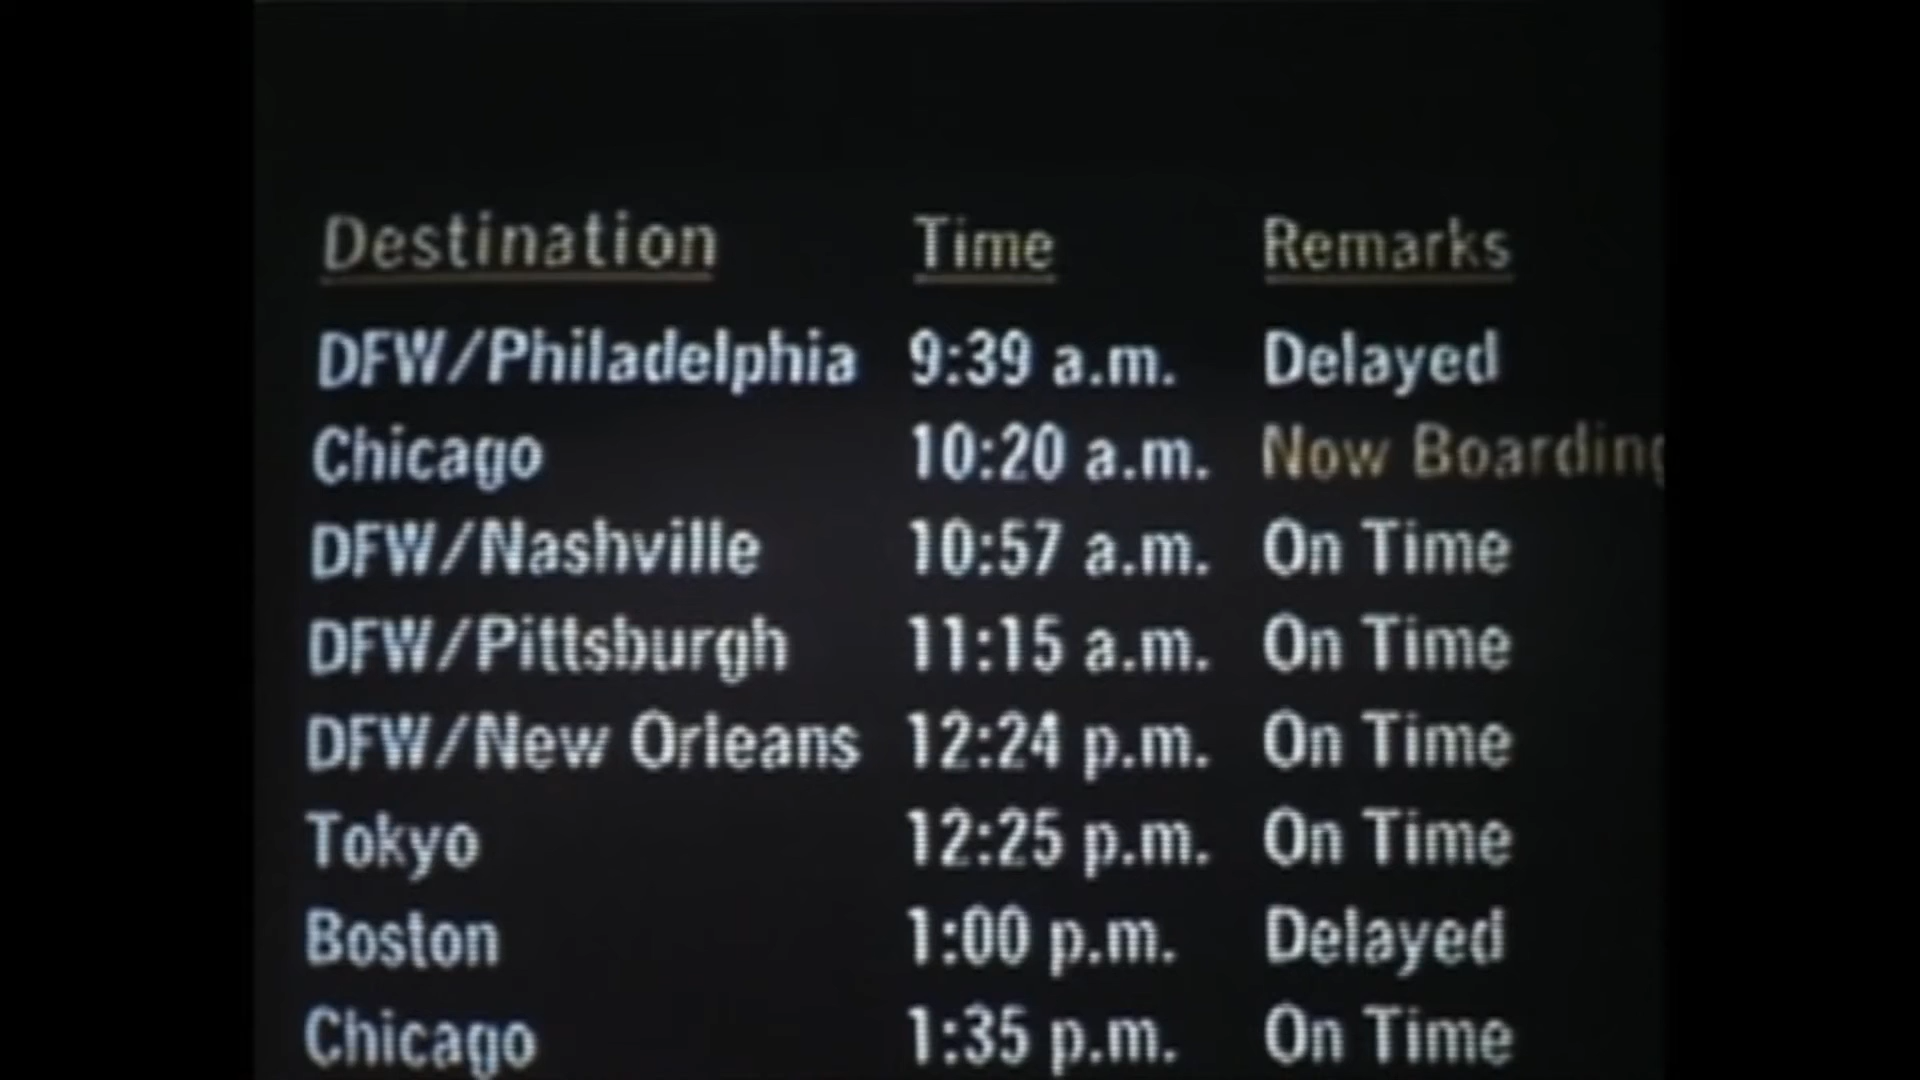 Destination Time Remarks
DFW/Philadelphia 9:39 a.m. Delayed
Chicago 10:20 a.m. Now Boarding
DFW/Nashville 10:57 a.m. On Time
DFW/Pittsburgh 11:15 a.m. On Time
DFW/New Orleans 12:24 p.m. On Time
Tokyo 12:25 p.m. On Time
Boston 1:00 p.m. Delayed
Chicago 1:35 p.m. On Time